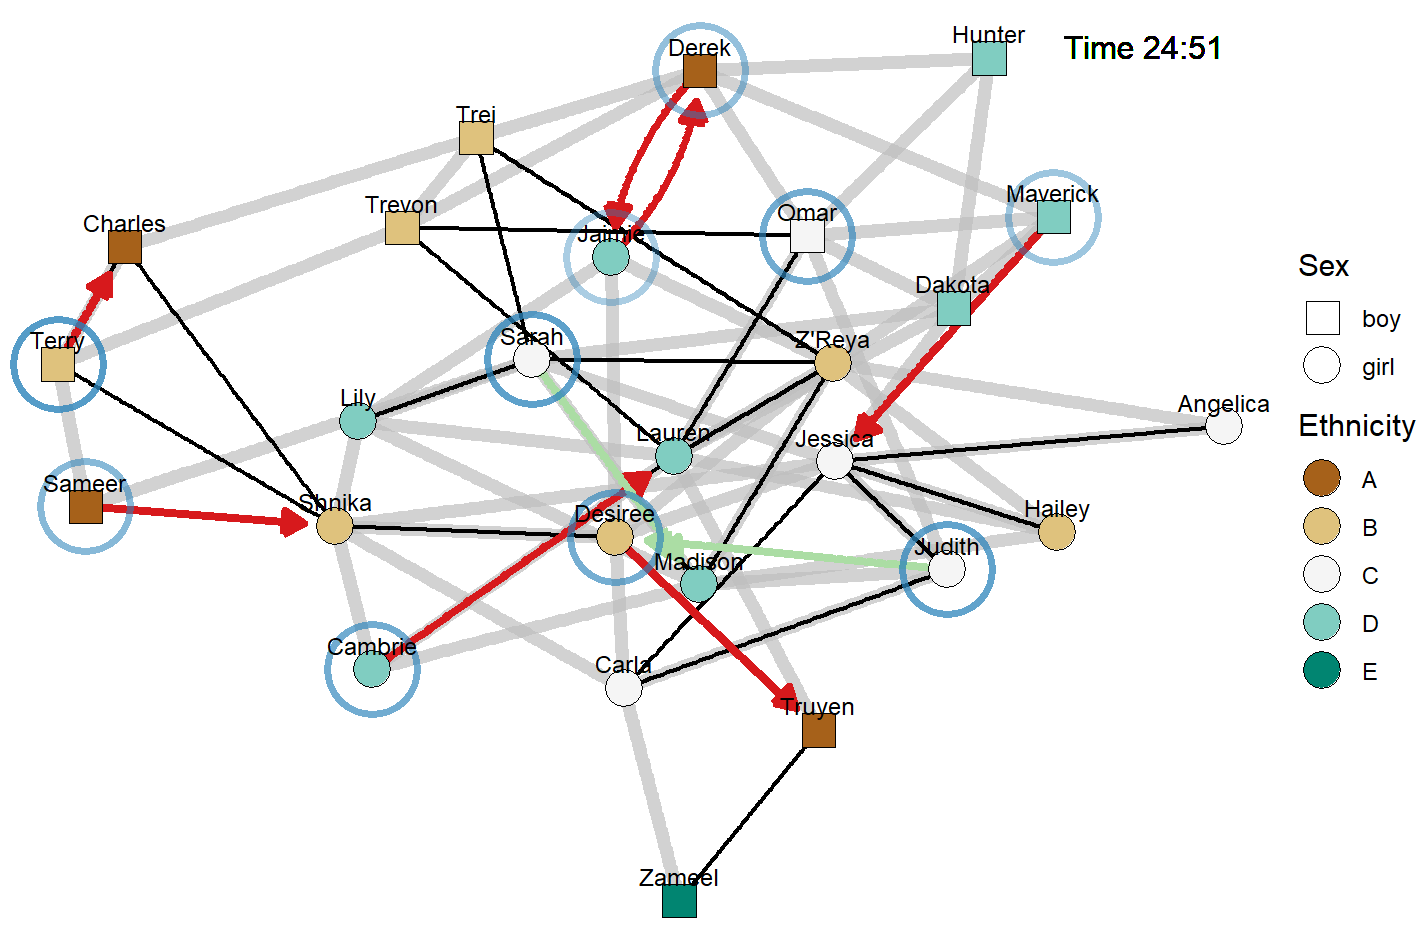 Hunter
Time 24:51
Derek
Trei
Maverick
Trevon
Omar
Charles
Jaimie
Dakota
Sex
boy
Terry
Sarah
Z'Reya
girl
Lily
Angelica
Ethnicity
Lauren
Jessica
A
Sameer
Shnika
Desiree
Hailey
B
Judith
Madison
C
D
Cambrie
Carla
E
Truyen
Zameel